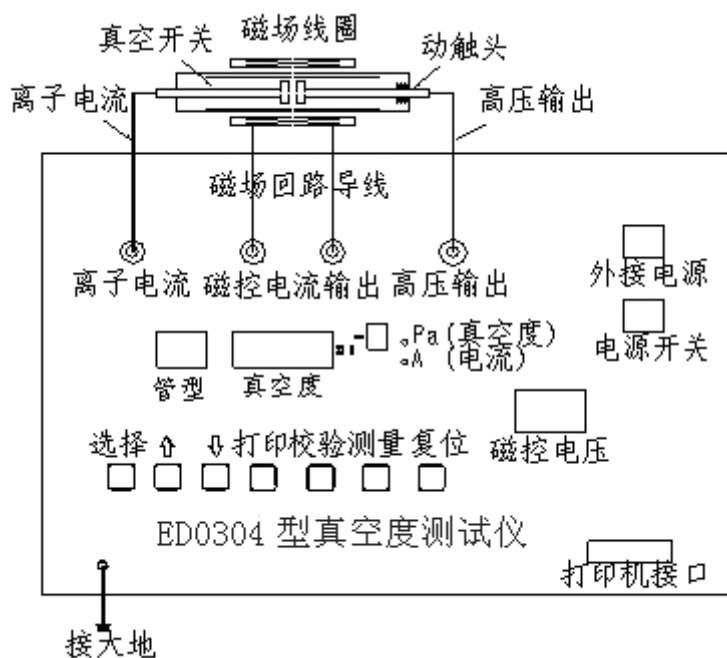 磁场线圈
真空开关
动触头
离子电流
高压输出
磁场回路导线
离子电流 磁控电流输出 高压输出
外接电源
Pa(真空度)
A (电流)
电源开关
管型 真空度
磁控电压
选择 ⇧ ⇩ 打印 校验 测量 复位
ED0304 型真空度测试仪
打印机接口
接大地